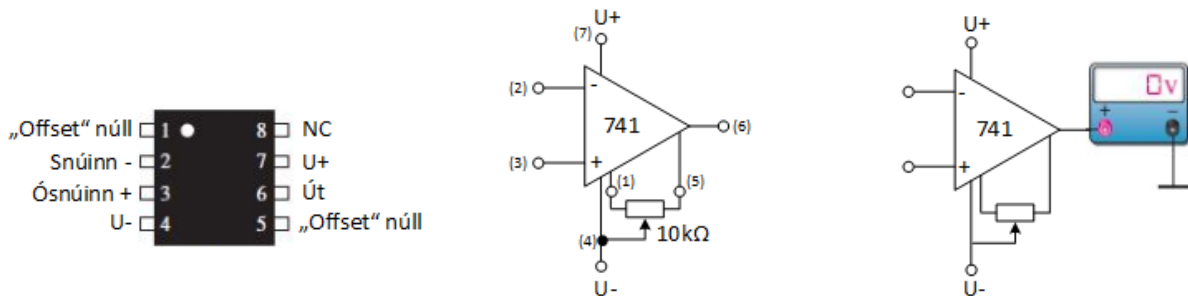 „Offset“ núll 1 8 NC
Snúinn - 2 7 U+
Ósnúinn + 3 6 Út
U- 4 5 „Offset“ núll
U+
(7)
(2) -
741
(6)
(3) +
(1) (5)
(4) 10kΩ
U-
U+
0v
-
+ -
741
+
U-